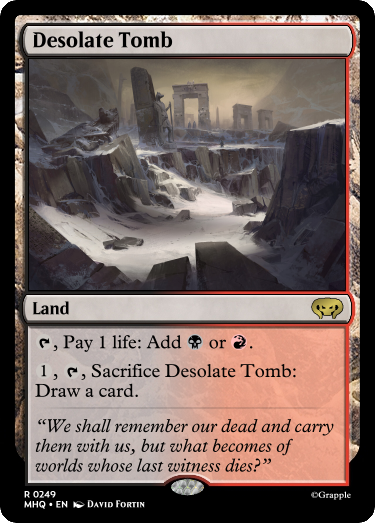 Desolate Tomb
Land
, Pay 1 life: Add or .
1 , , Sacrifice Desolate Tomb:
Draw a card.
“We shall remember our dead and carry
them with us, but what becomes of
worlds whose last witness dies?”
R 0249
MHQ • EN DAVID FORTIN
©Grapple